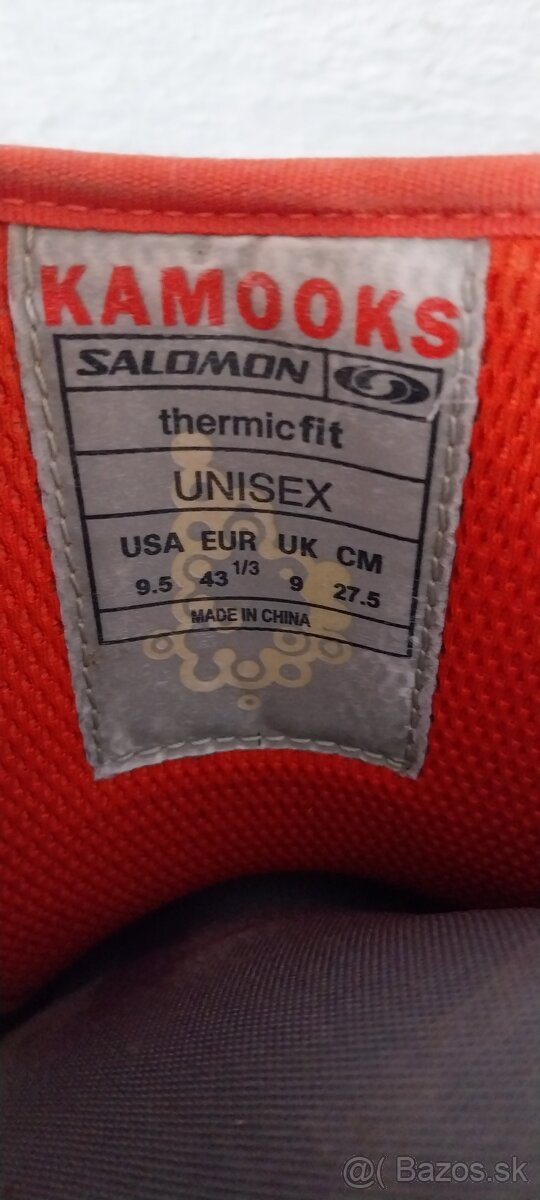 KAMOOKS
SALOMON
thermicfit
UNISEX
USA EUR UK CM
9.5 43 1/3 9 27.5
MADE IN CHINA
@( Bazos.sk